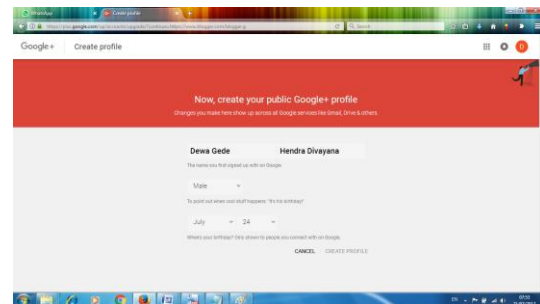 WhatsApp
Create profile
Search
Google+ Create profile
D
Now, create your public Google+ profile
Changes you make here show up across all Google services like Gmail, Drive & others
Dewa Gede Hendra Divayana
The name you first signed up with on Google.
Male
To point out when cool stuff happens: "It's his birthday!"
July 24
What's your birthday? Only shown to people you connect with on Google.
CANCEL CREATE PROFILE
EN